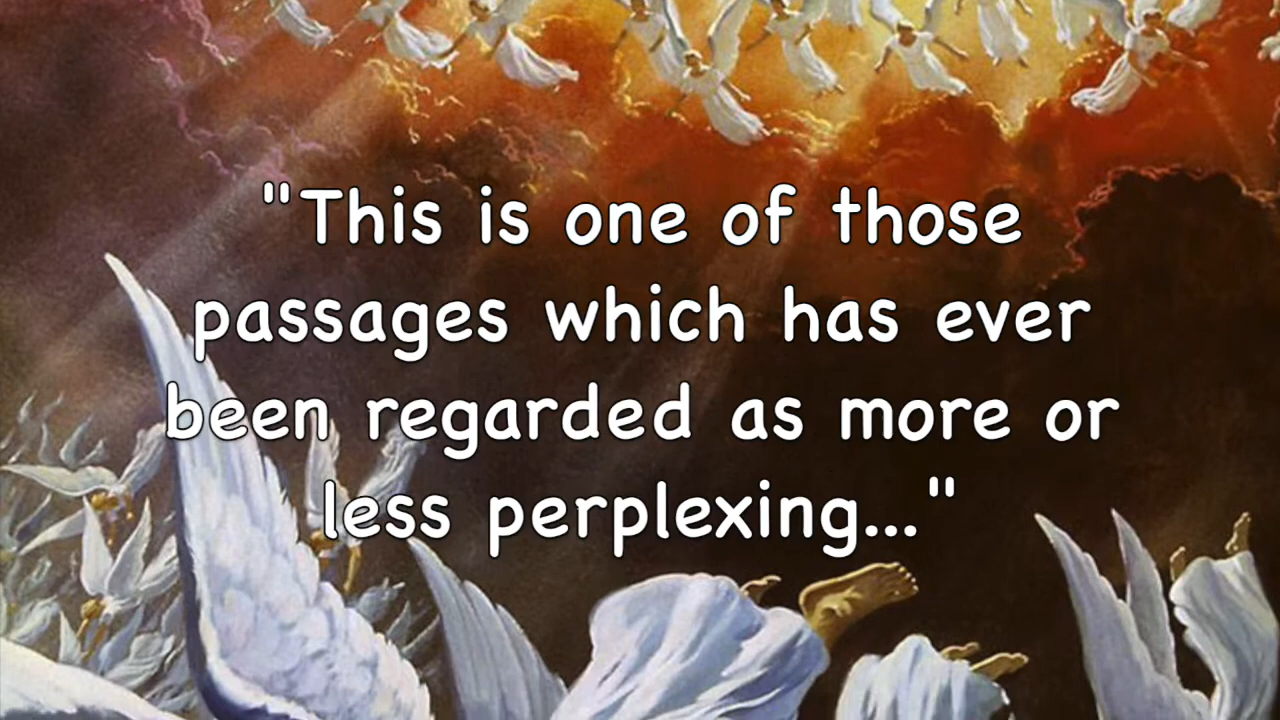 "This is one of those
passages which has ever
been regarded as more or
less perplexing..."